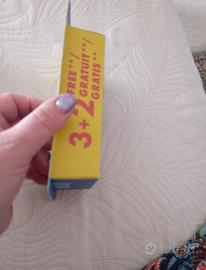 3+2
FREE**/
GRATUIT**/
GRATIS**
subito